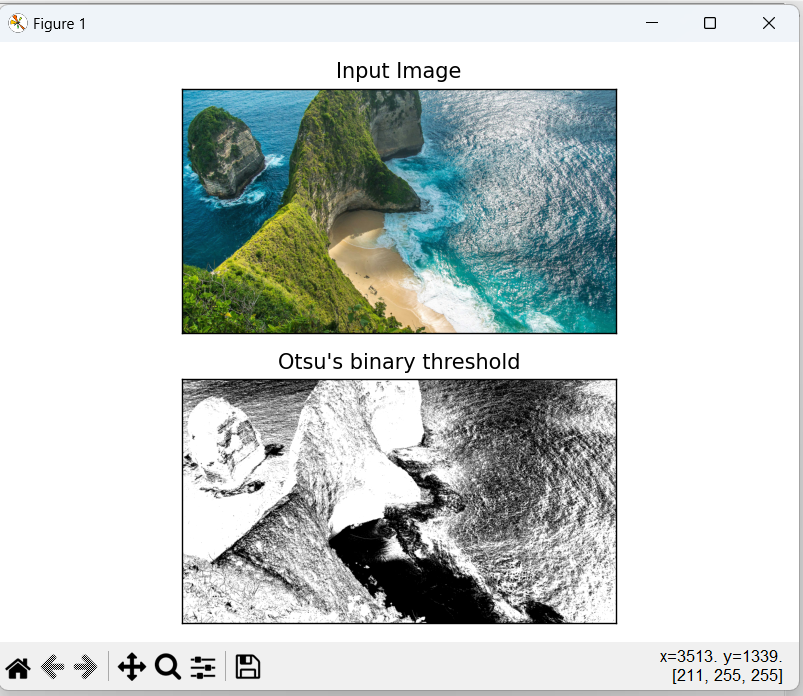 Figure 1
Input Image
Otsu's binary threshold
x=3513. y=1339.
[211, 255, 255]